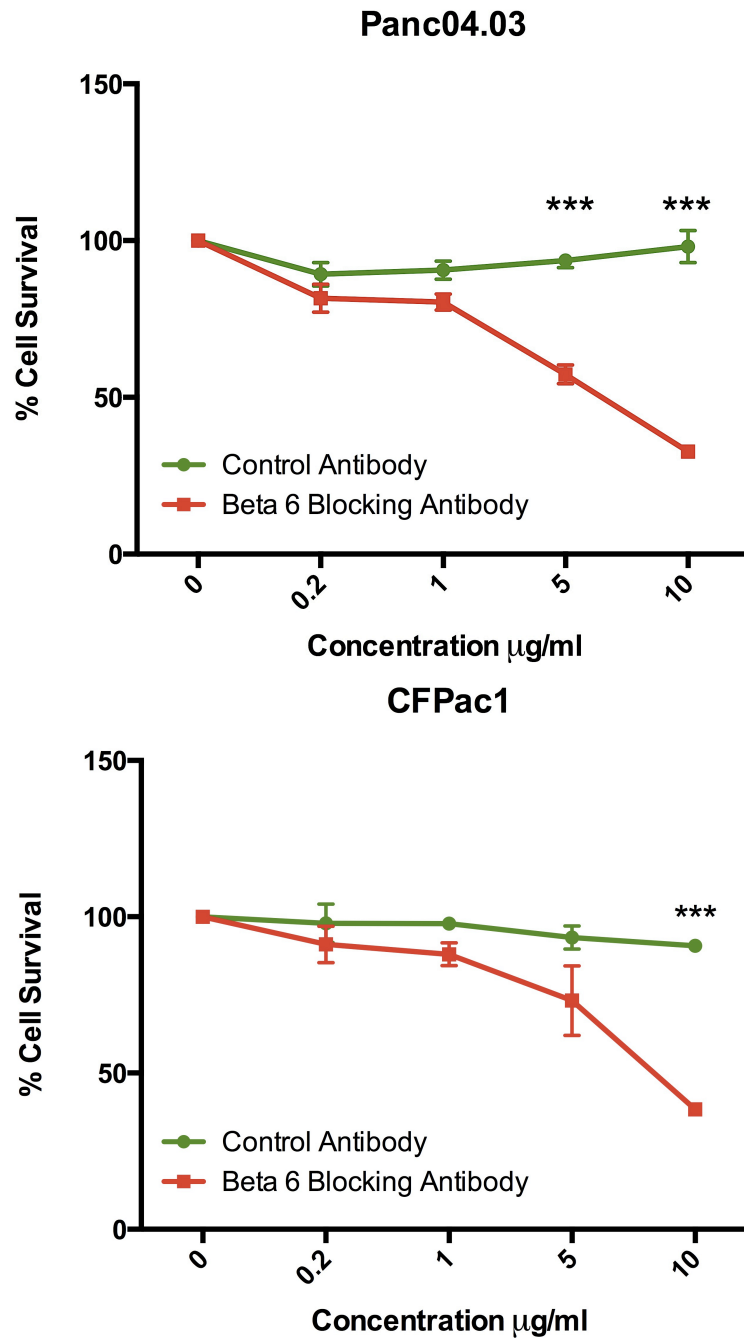 Panc04.03
150
100
50
0
% Cell Survival
*** ***
Control Antibody
Beta 6 Blocking Antibody
0 0.2 1 5 10
Concentration μg/ml
CFPac1
150
100
50
0
% Cell Survival
***
Control Antibody
Beta 6 Blocking Antibody
0 0.2 1 5 10
Concentration μg/ml